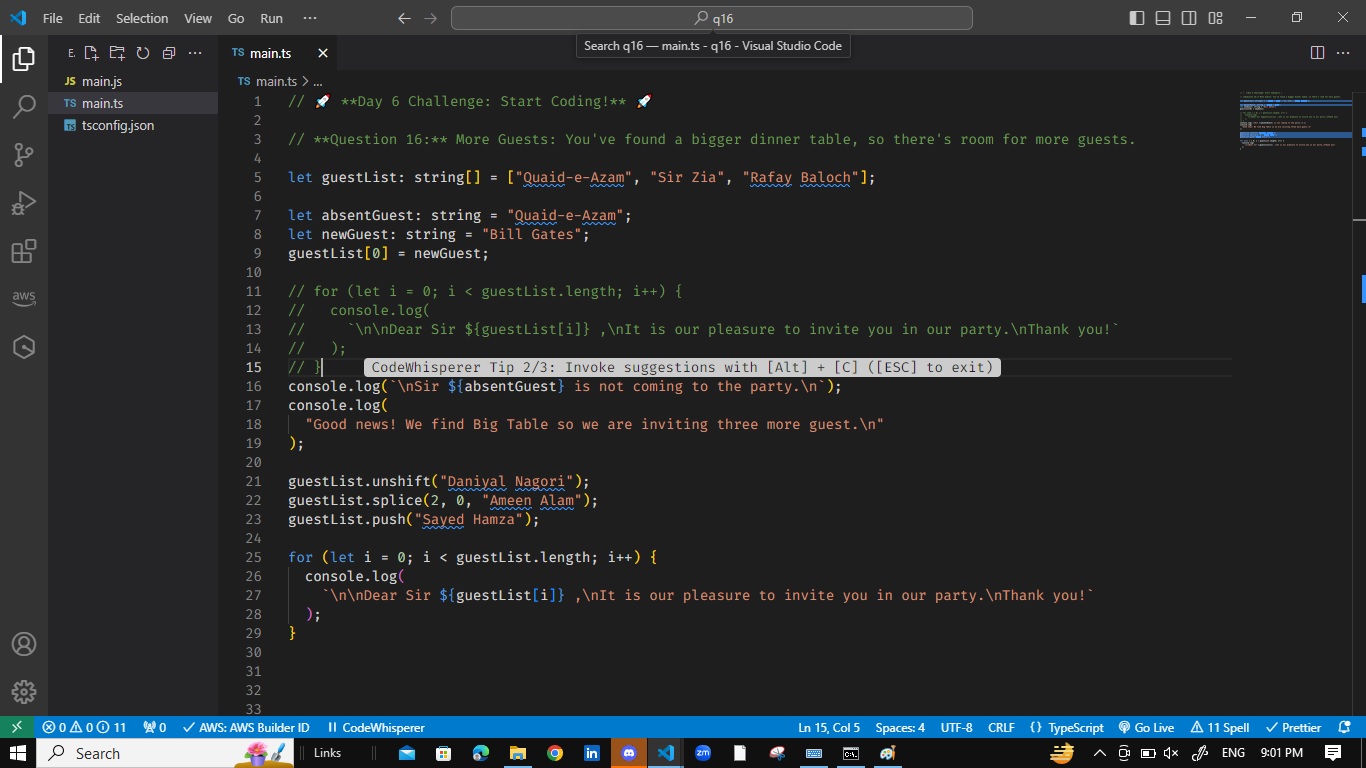 File Edit Selection View Go Run ··· q16
Search q16 — main.ts - q16 - Visual Studio Code
E. ···
TS main.ts ×
JS main.js
TS main.ts
tsconfig.json
TS main.ts > ...
1 // 🚀 **Day 6 Challenge: Start Coding!** 🚀
2
3 // **Question 16:** More Guests: You've found a bigger dinner table, so there's room for more guests.
4
5 let guestList: string[] = ["Quaid-e-Azam", "Sir Zia", "Rafay Baloch"];
6
7 let absentGuest: string = "Quaid-e-Azam";
8 let newGuest: string = "Bill Gates";
9 guestList[0] = newGuest;
10
11 // for (let i = 0; i < guestList.length; i++) {
12 //   console.log(
13 //     `\n\nDear Sir ${guestList[i]} ,\nIt is our pleasure to invite you in our party.\nThank you!`
14 //   );
15 // } CodeWhisperer Tip 2/3: Invoke suggestions with [Alt] + [C] ([ESC] to exit)
16 console.log(`\nSir ${absentGuest} is not coming to the party.\n`);
17 console.log(
18   "Good news! We find Big Table so we are inviting three more guest.\n"
19 );
20
21 guestList.unshift("Daniyal Nagori");
22 guestList.splice(2, 0, "Ameen Alam");
23 guestList.push("Sayed Hamza");
24
25 for (let i = 0; i < guestList.length; i++) {
26   console.log(
27     `\n\nDear Sir ${guestList[i]} ,\nIt is our pleasure to invite you in our party.\nThank you!`
28   );
29 }
30
31
32
33
aws
0 0 11 0 AWS: AWS Builder ID CodeWhisperer Ln 15, Col 5 Spaces: 4 UTF-8 CRLF {} TypeScript Go Live 11 Spell Prettier
Search Links in zm ENG 9:01 PM